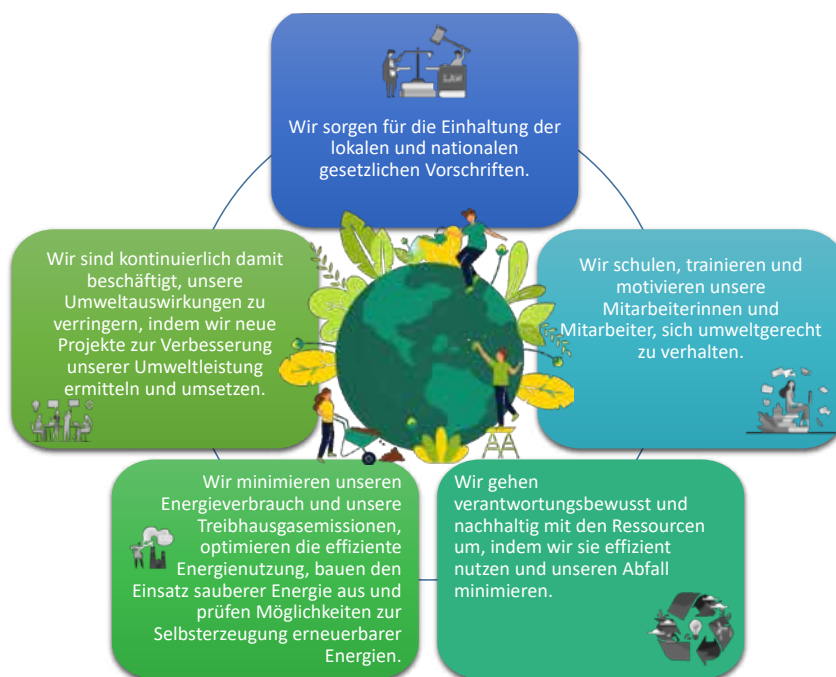 LAW
Wir sorgen für die Einhaltung der
lokalen und nationalen
gesetzlichen Vorschriften.
Wir schulen, trainieren und
motivieren unsere
Mitarbeiterinnen und
Mitarbeiter, sich umweltgerecht
zu verhalten.
Wir gehen
verantwortungsbewusst und
nachhaltig mit den Ressourcen
um, indem wir sie effizient
nutzen und unseren Abfall
minimieren.
Wir minimieren unseren
Energieverbrauch und unsere
Treibhausgasemissionen,
optimieren die effiziente
Energienutzung, bauen den
Einsatz sauberer Energie aus und
prüfen Möglichkeiten zur
Selbsterzeugung erneuerbarer
Energien.
Wir sind kontinuierlich damit
beschäftigt, unsere
Umweltauswirkungen zu
verringern, indem wir neue
Projekte zur Verbesserung
unserer Umweltleistung
ermitteln und umsetzen.